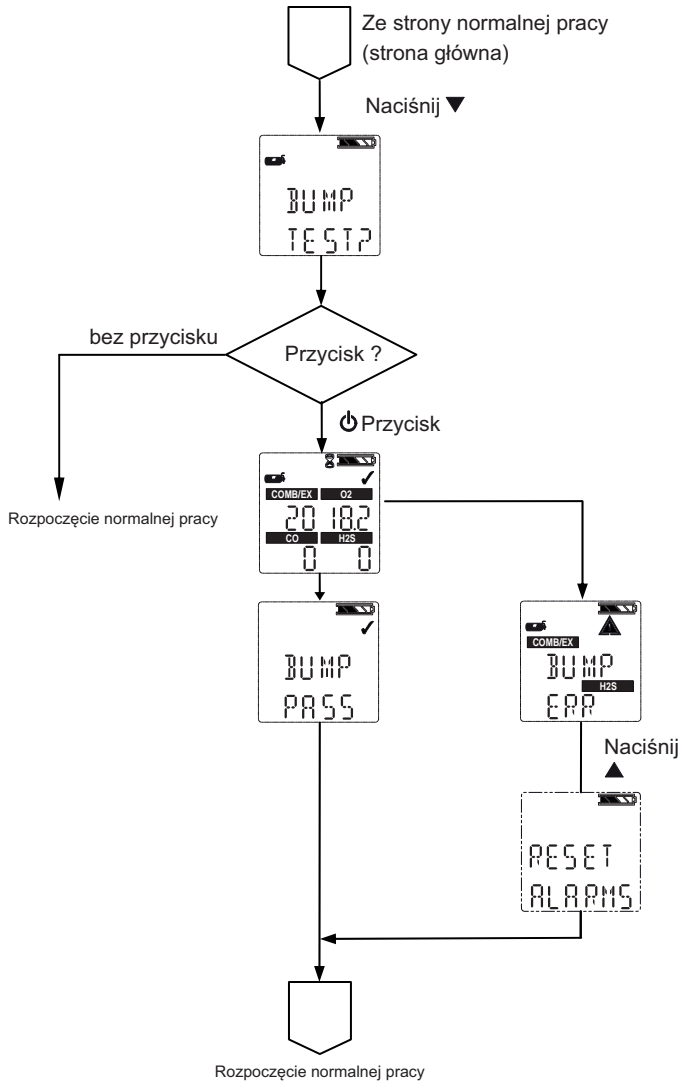 Ze strony normalnej pracy
(strona główna)
Naciśnij ▼
BUMP
TEST?
bez przycisku
Przycisk ?
Przycisk
Rozpoczęcie normalnej pracy
COMB/EX O2
20 18.2
CO H2S
0 0
BUMP
PASS
COMB/EX
BUMP
H2S
ERR
Naciśnij
▲
RESET
ALARMS
Rozpoczęcie normalnej pracy